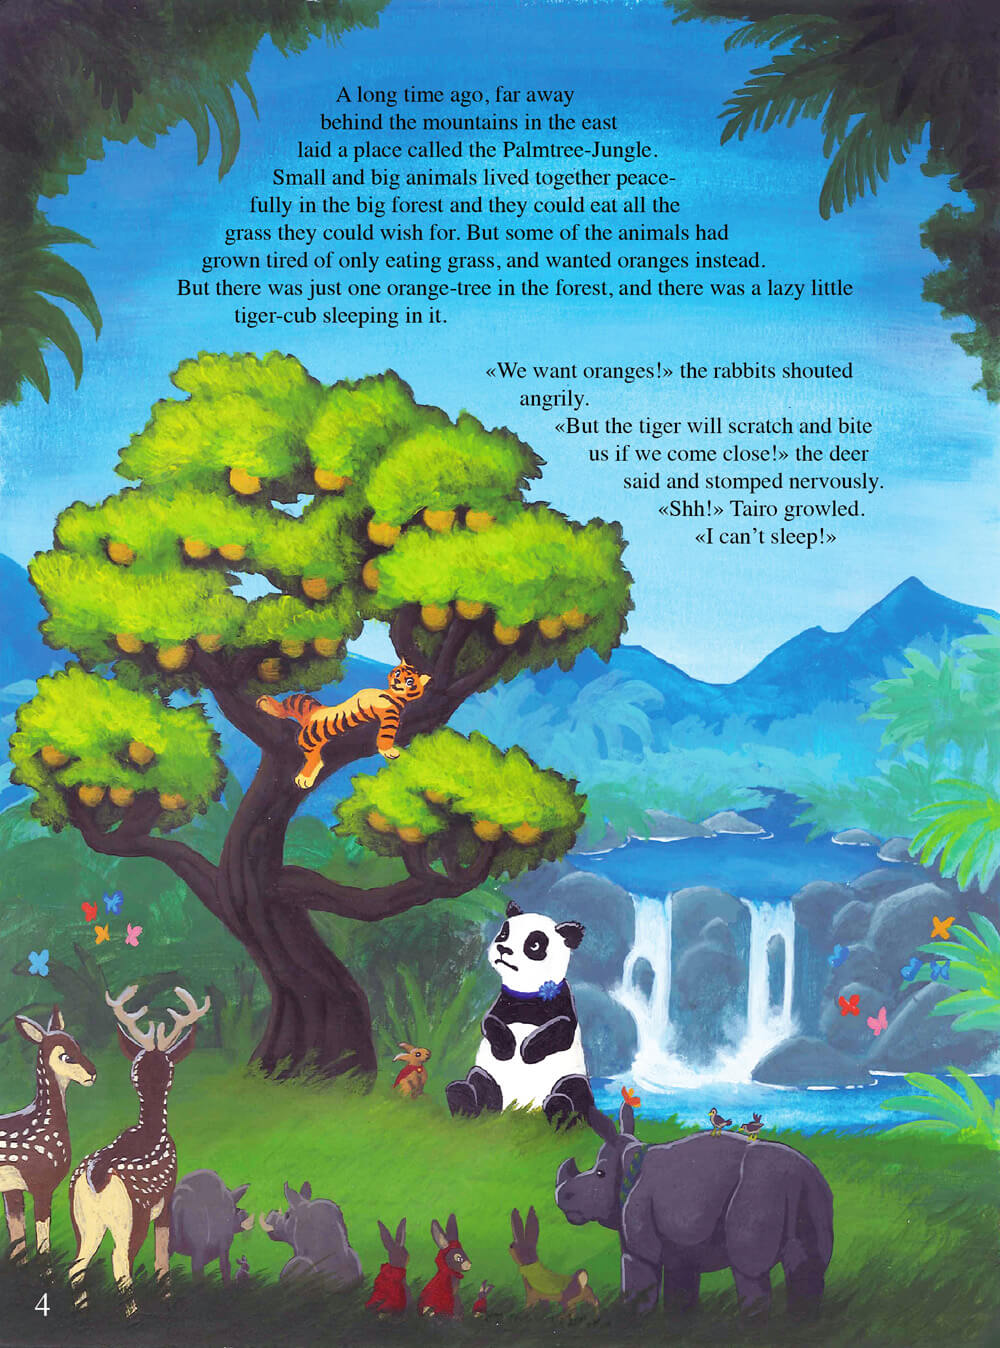 A long time ago, far away
behind the mountains in the east
laid a place called the Palmtree-Jungle.
Small and big animals lived together peace-
fully in the big forest and they could eat all the
grass they could wish for. But some of the animals had
grown tired of only eating grass, and wanted oranges instead.
But there was just one orange-tree in the forest, and there was a lazy little
tiger-cub sleeping in it.
«We want oranges!» the rabbits shouted
angrily.
«But the tiger will scratch and bite
us if we come close!» the deer
said and stomped nervously.
«Shh!» Tairo growled.
«I can’t sleep!»
4